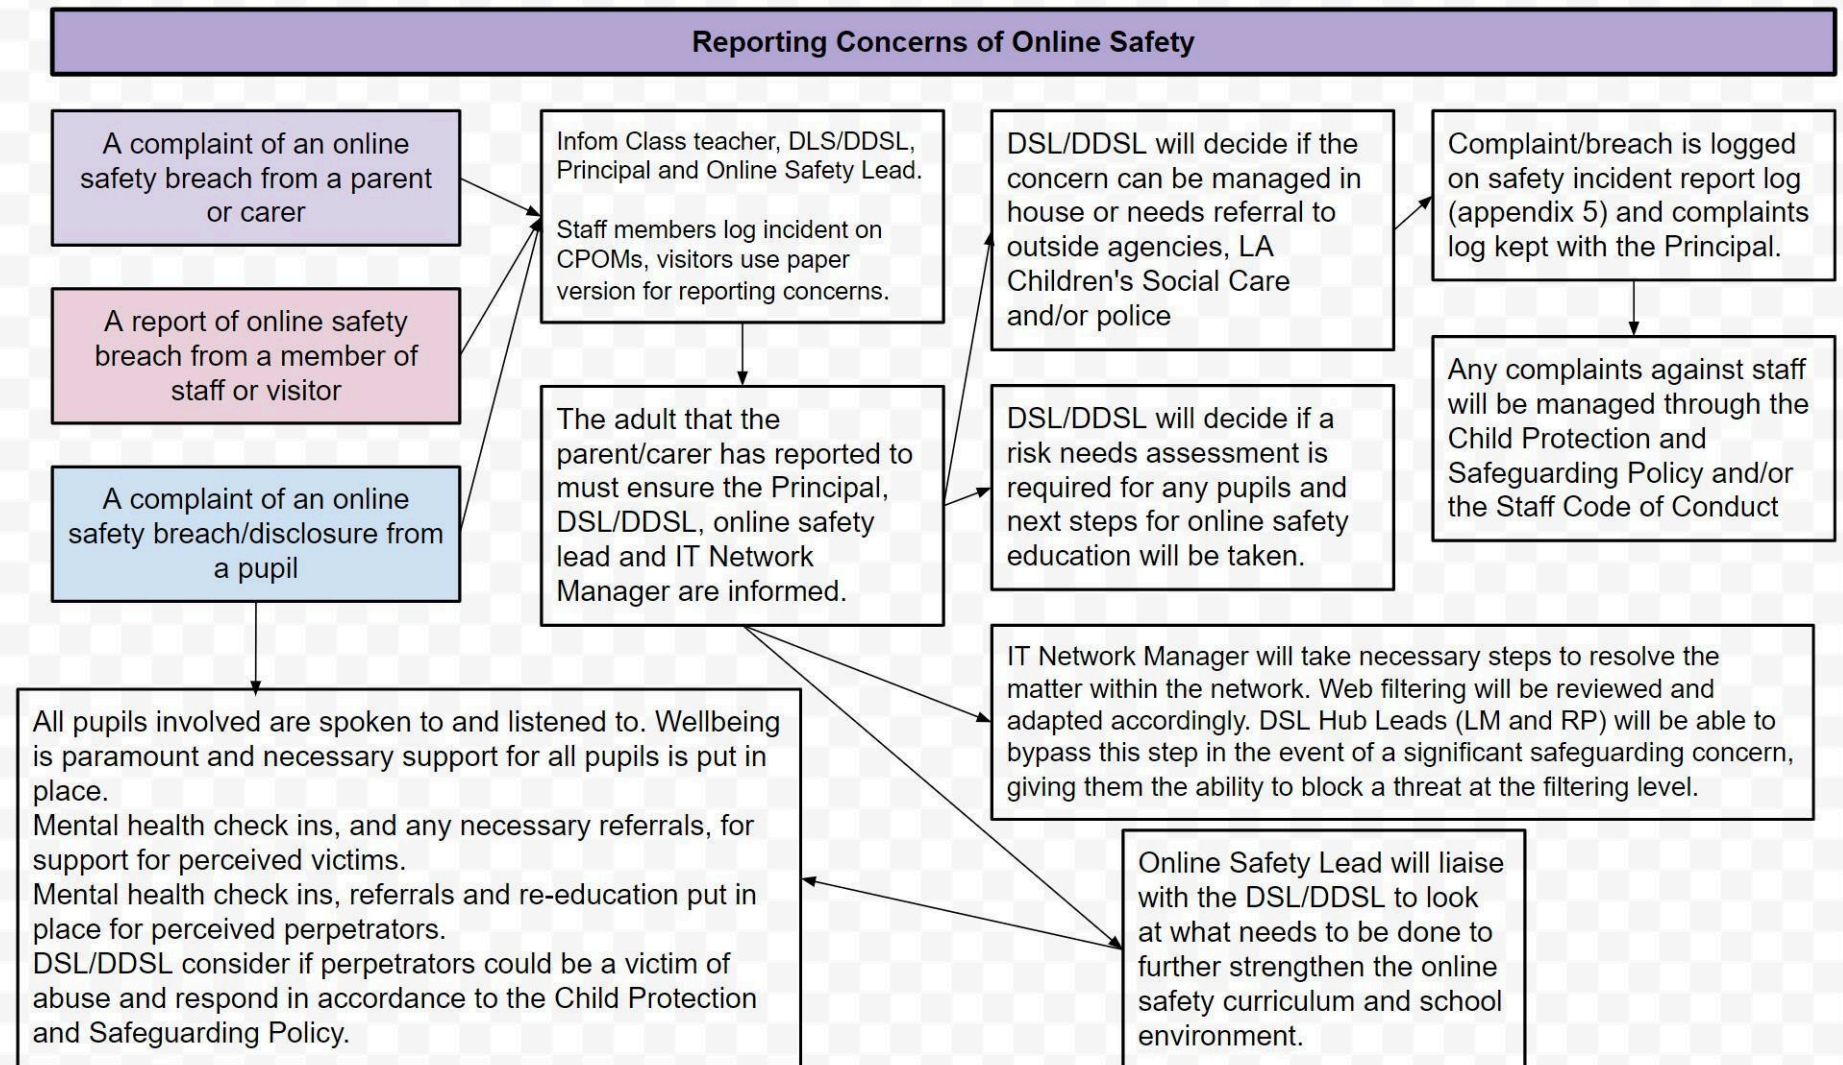 Reporting Concerns of Online Safety
A complaint of an online
safety breach from a parent
or carer
A report of online safety
breach from a member of
staff or visitor
A complaint of an online
safety breach/disclosure from
a pupil
Infom Class teacher, DLS/DDSL,
Principal and Online Safety Lead.
Staff members log incident on
CPOMs, visitors use paper
version for reporting concerns.
The adult that the
parent/carer has reported to
must ensure the Principal,
DSL/DDSL, online safety
lead and IT Network
Manager are informed.
DSL/DDSL will decide if the
concern can be managed in
house or needs referral to
outside agencies, LA
Children's Social Care
and/or police
DSL/DDSL will decide if a
risk needs assessment is
required for any pupils and
next steps for online safety
education will be taken.
Complaint/breach is logged
on safety incident report log
(appendix 5) and complaints
log kept with the Principal.
Any complaints against staff
will be managed through the
Child Protection and
Safeguarding Policy and/or
the Staff Code of Conduct
IT Network Manager will take necessary steps to resolve the
matter within the network. Web filtering will be reviewed and
adapted accordingly. DSL Hub Leads (LM and RP) will be able to
bypass this step in the event of a significant safeguarding concern,
giving them the ability to block a threat at the filtering level.
All pupils involved are spoken to and listened to. Wellbeing
is paramount and necessary support for all pupils is put in
place.
Mental health check ins, and any necessary referrals, for
support for perceived victims.
Mental health check ins, referrals and re-education put in
place for perceived perpetrators.
DSL/DDSL consider if perpetrators could be a victim of
abuse and respond in accordance to the Child Protection
and Safeguarding Policy.
Online Safety Lead will liaise
with the DSL/DDSL to look
at what needs to be done to
further strengthen the online
safety curriculum and school
environment.